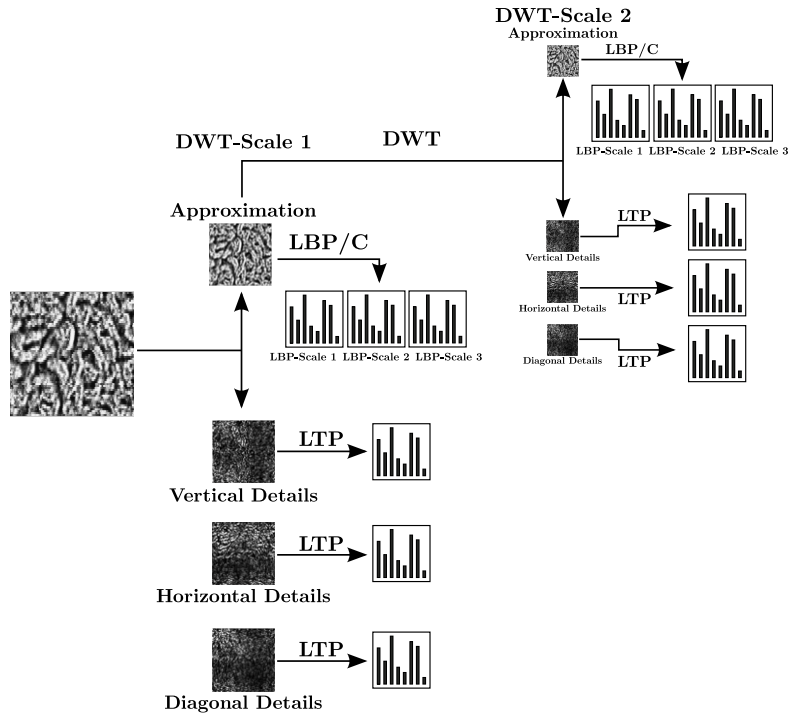 DWT-Scale 2
Approximation
LBP/C
LBP-Scale 1 LBP-Scale 2 LBP-Scale 3
DWT-Scale 1
DWT
Approximation
LBP/C
LBP-Scale 1 LBP-Scale 2 LBP-Scale 3
LTP
Vertical Details
LTP
Horizontal Details
LTP
Diagonal Details
LTP
Vertical Details
LTP
Horizontal Details
LTP
Diagonal Details